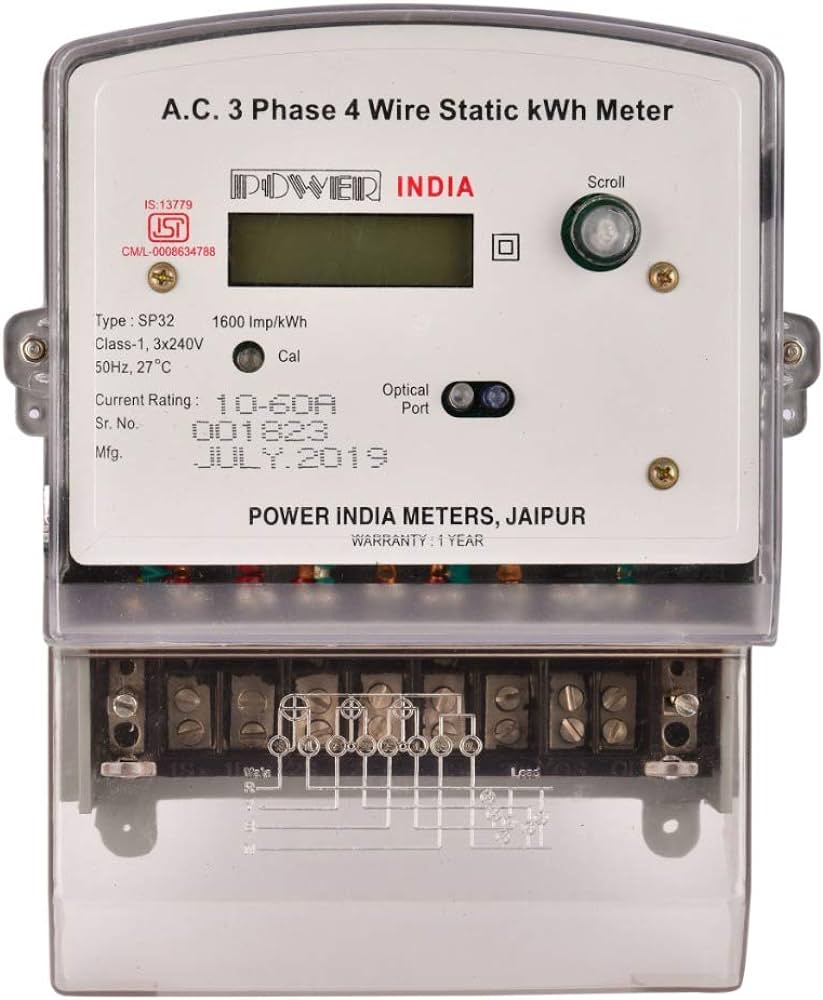 A.C. 3 Phase 4 Wire Static kWh Meter
POWER INDIA
Scroll
IS:13779
ISI
CM/L-0008634788
Type : SP32 1600 Imp/kWh
Class-1, 3x240V
50Hz, 27°C
Cal
Optical
Port
Current Rating : 10-60A
Sr. No. 001823
Mfg. JULY.2019
POWER INDIA METERS, JAIPUR
WARRANTY : 1 YEAR
Load
R
Y
B
N